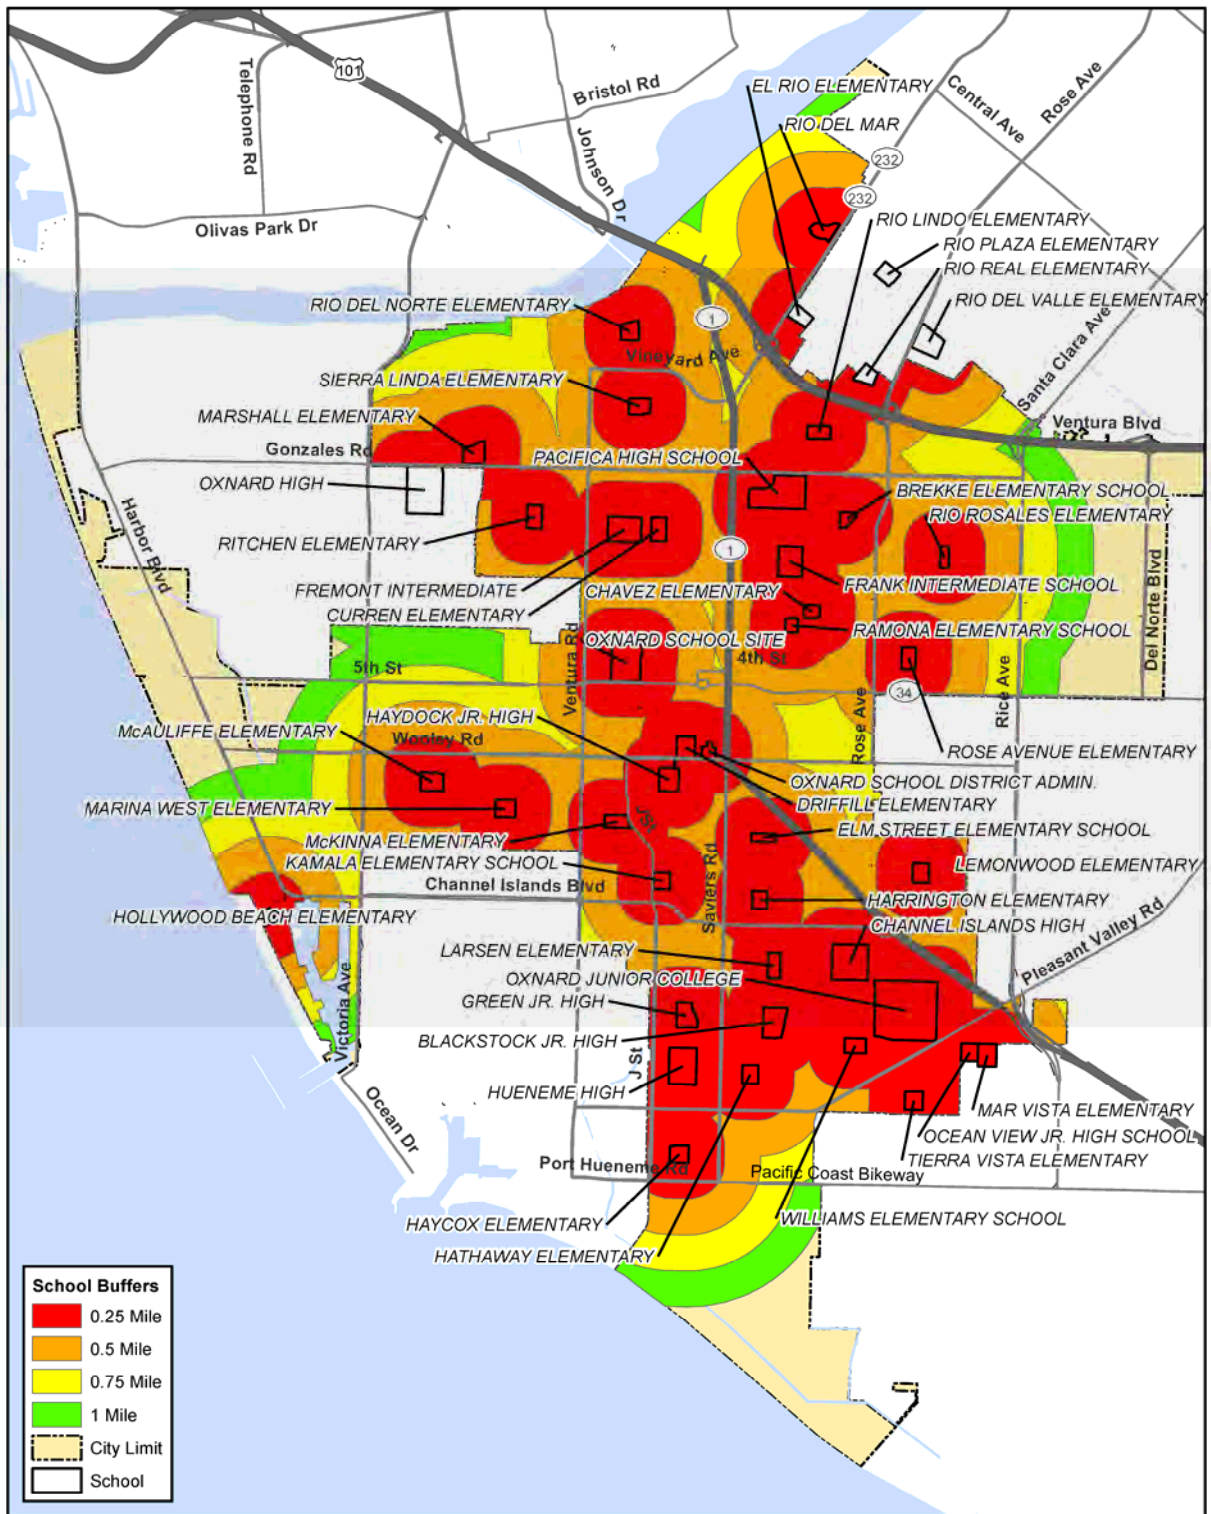 101
Telephone Rd
Bristol Rd
Johnson Dr
EL RIO ELEMENTARY
Central Ave
Rose Ave
RIO DEL MAR
232
232
Olivas Park Dr
RIO LINDO ELEMENTARY
RIO PLAZA ELEMENTARY
RIO REAL ELEMENTARY
RIO DEL VALLE ELEMENTARY
RIO DEL NORTE ELEMENTARY
1
Vineyard Ave
Santa Clara Ave
SIERRA LINDA ELEMENTARY
MARSHALL ELEMENTARY
Ventura Blvd
Gonzales Rd
PACIFICA HIGH SCHOOL
OXNARD HIGH
BREKKE ELEMENTARY SCHOOL
RIO ROSALES ELEMENTARY
Harbor Blvd
RITCHEN ELEMENTARY
1
FREMONT INTERMEDIATE
CHAVEZ ELEMENTARY
FRANK INTERMEDIATE SCHOOL
CURREN ELEMENTARY
Del Norte Blvd
OXNARD SCHOOL SITE
RAMONA ELEMENTARY SCHOOL
Ventura Rd
4th St
5th St
34
Rice Ave
Rose Ave
HAYDOCK JR. HIGH
McAULIFFE ELEMENTARY
Wooley Rd
ROSE AVENUE ELEMENTARY
OXNARD SCHOOL DISTRICT ADMIN.
MARINA WEST ELEMENTARY
DRIFFILL ELEMENTARY
J St
McKINNA ELEMENTARY
ELM STREET ELEMENTARY SCHOOL
KAMALA ELEMENTARY SCHOOL
LEMONWOOD ELEMENTARY
Channel Islands Blvd
Saviers Rd
HARRINGTON ELEMENTARY
HOLLYWOOD BEACH ELEMENTARY
CHANNEL ISLANDS HIGH
Pleasant Valley Rd
LARSEN ELEMENTARY
OXNARD JUNIOR COLLEGE
GREEN JR. HIGH
Victoria Ave
BLACKSTOCK JR. HIGH
J St
HUENEME HIGH
Ocean Dr
MAR VISTA ELEMENTARY
OCEAN VIEW JR. HIGH SCHOOL
TIERRA VISTA ELEMENTARY
Port Hueneme Rd
Pacific Coast Bikeway
HAYCOX ELEMENTARY
WILLIAMS ELEMENTARY SCHOOL
HATHAWAY ELEMENTARY
School Buffers
0.25 Mile
0.5 Mile
0.75 Mile
1 Mile
City Limit
School